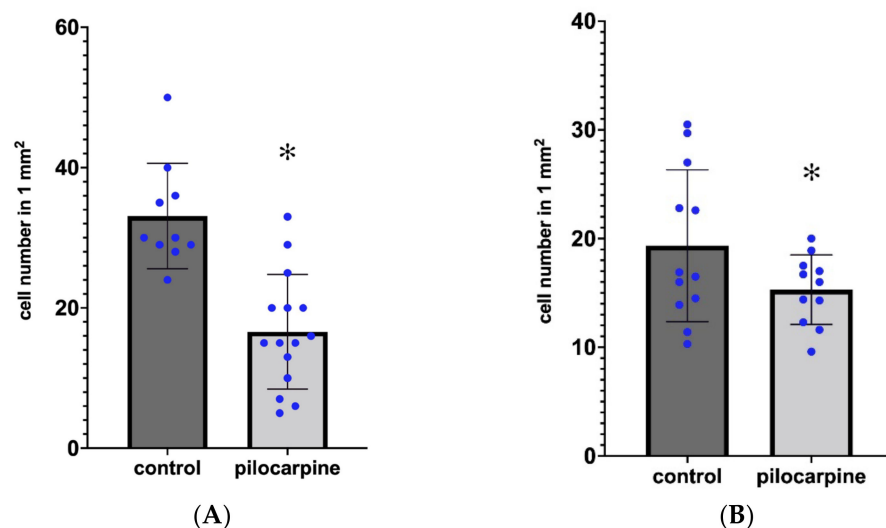 cell number in 1 mm²
60
40
20
0
*
control
pilocarpine
(A)
cell number in 1 mm²
40
30
20
10
0
*
control
pilocarpine
(B)